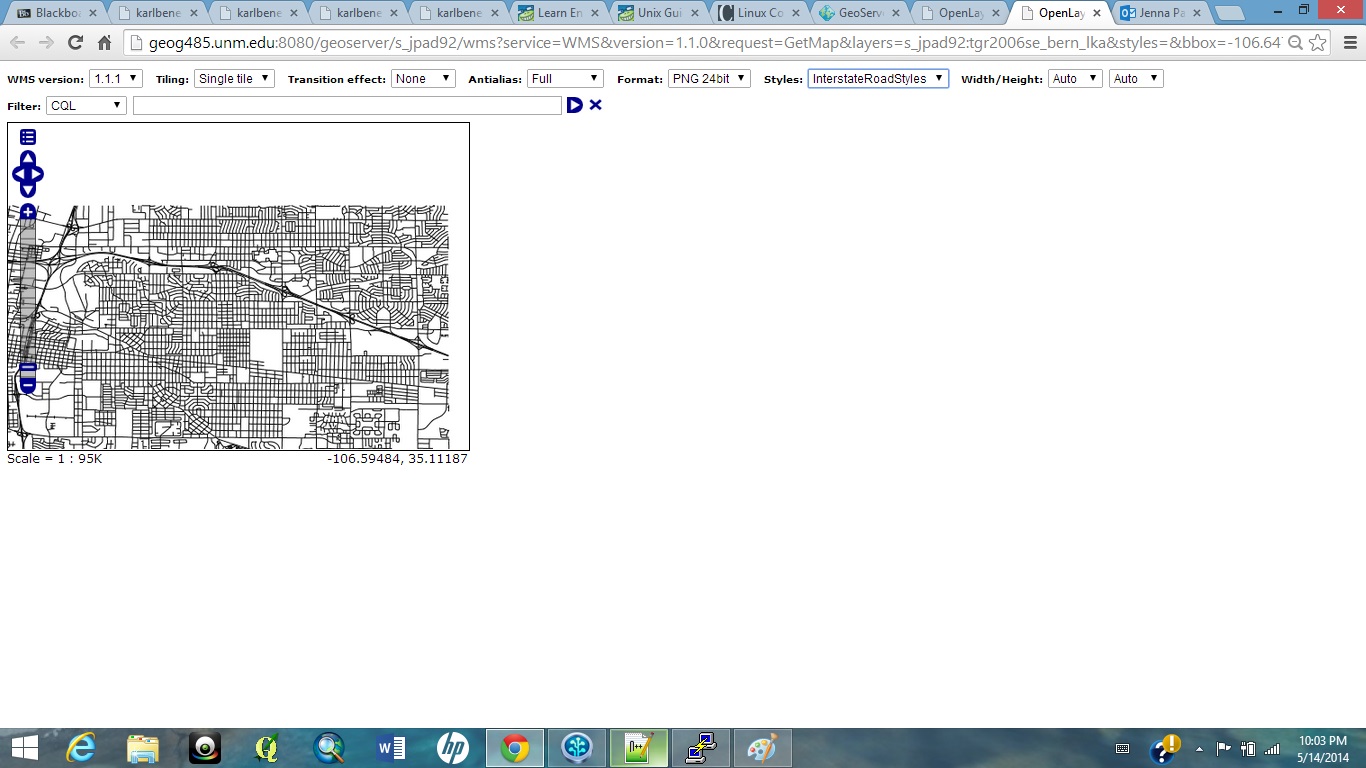 Blackboa karlbene karlbene karlbene karlbene Learn En Unix Gui Linux Co GeoServe OpenLay OpenLay Jenna Pa
geog485.unm.edu:8080/geoserver/s_jpad92/wms?service=WMS&version=1.1.0&request=GetMap&layers=s_jpad92:tgr2006se_bern_lka&styles=&bbox=-106.647
WMS version: 1.1.1 Tiling: Single tile Transition effect: None Antialias: Full Format: PNG 24bit Styles: InterstateRoadStyles Width/Height: Auto Auto
Filter: CQL
Scale = 1 : 95K -106.59484, 35.11187
10:03 PM
5/14/2014